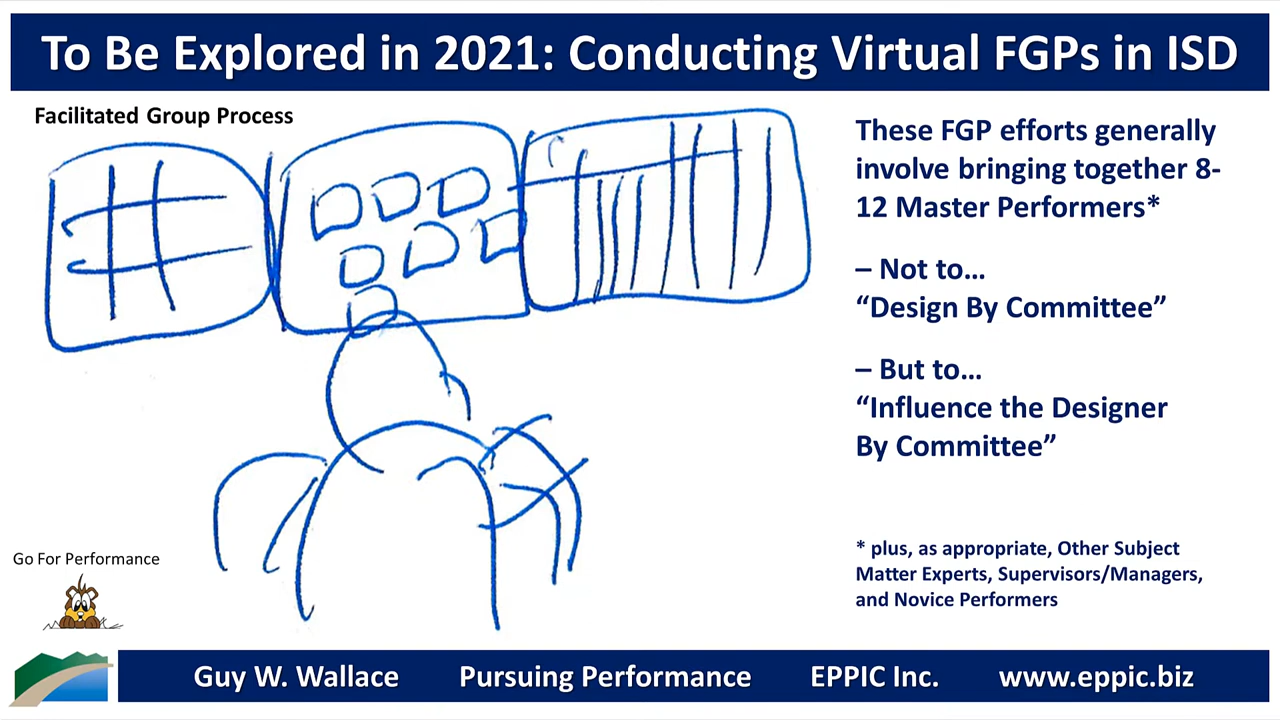 To Be Explored in 2021: Conducting Virtual FGPs in ISD
Facilitated Group Process
These FGP efforts generally
involve bringing together 8-
12 Master Performers*
– Not to…
“Design By Committee”
– But to…
“Influence the Designer
By Committee”
* plus, as appropriate, Other Subject
Matter Experts, Supervisors/Managers,
and Novice Performers
Go For Performance
Guy W. Wallace Pursuing Performance EPPIC Inc. www.eppic.biz